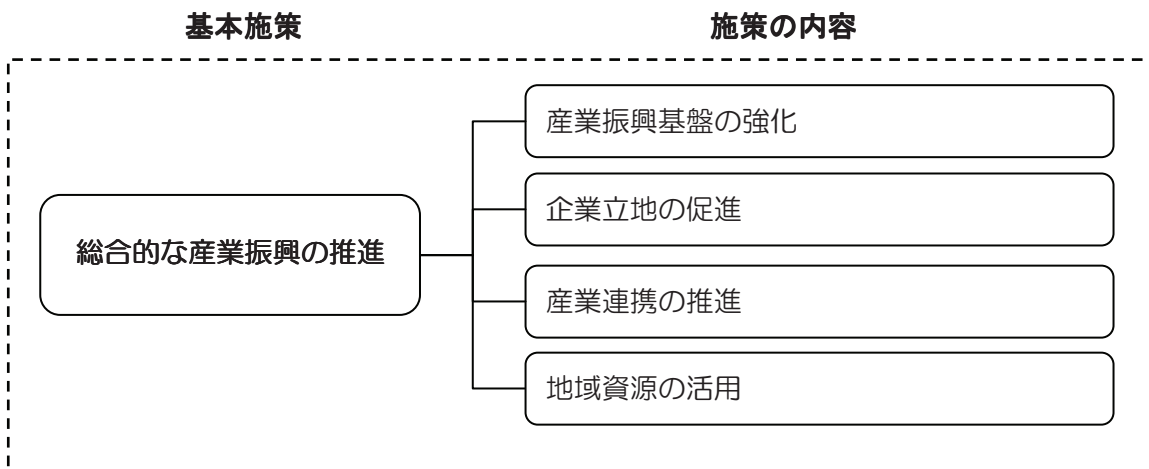 基本施策
施策の内容
総合的な産業振興の推進
産業振興基盤の強化
企業立地の促進
産業連携の推進
地域資源の活用